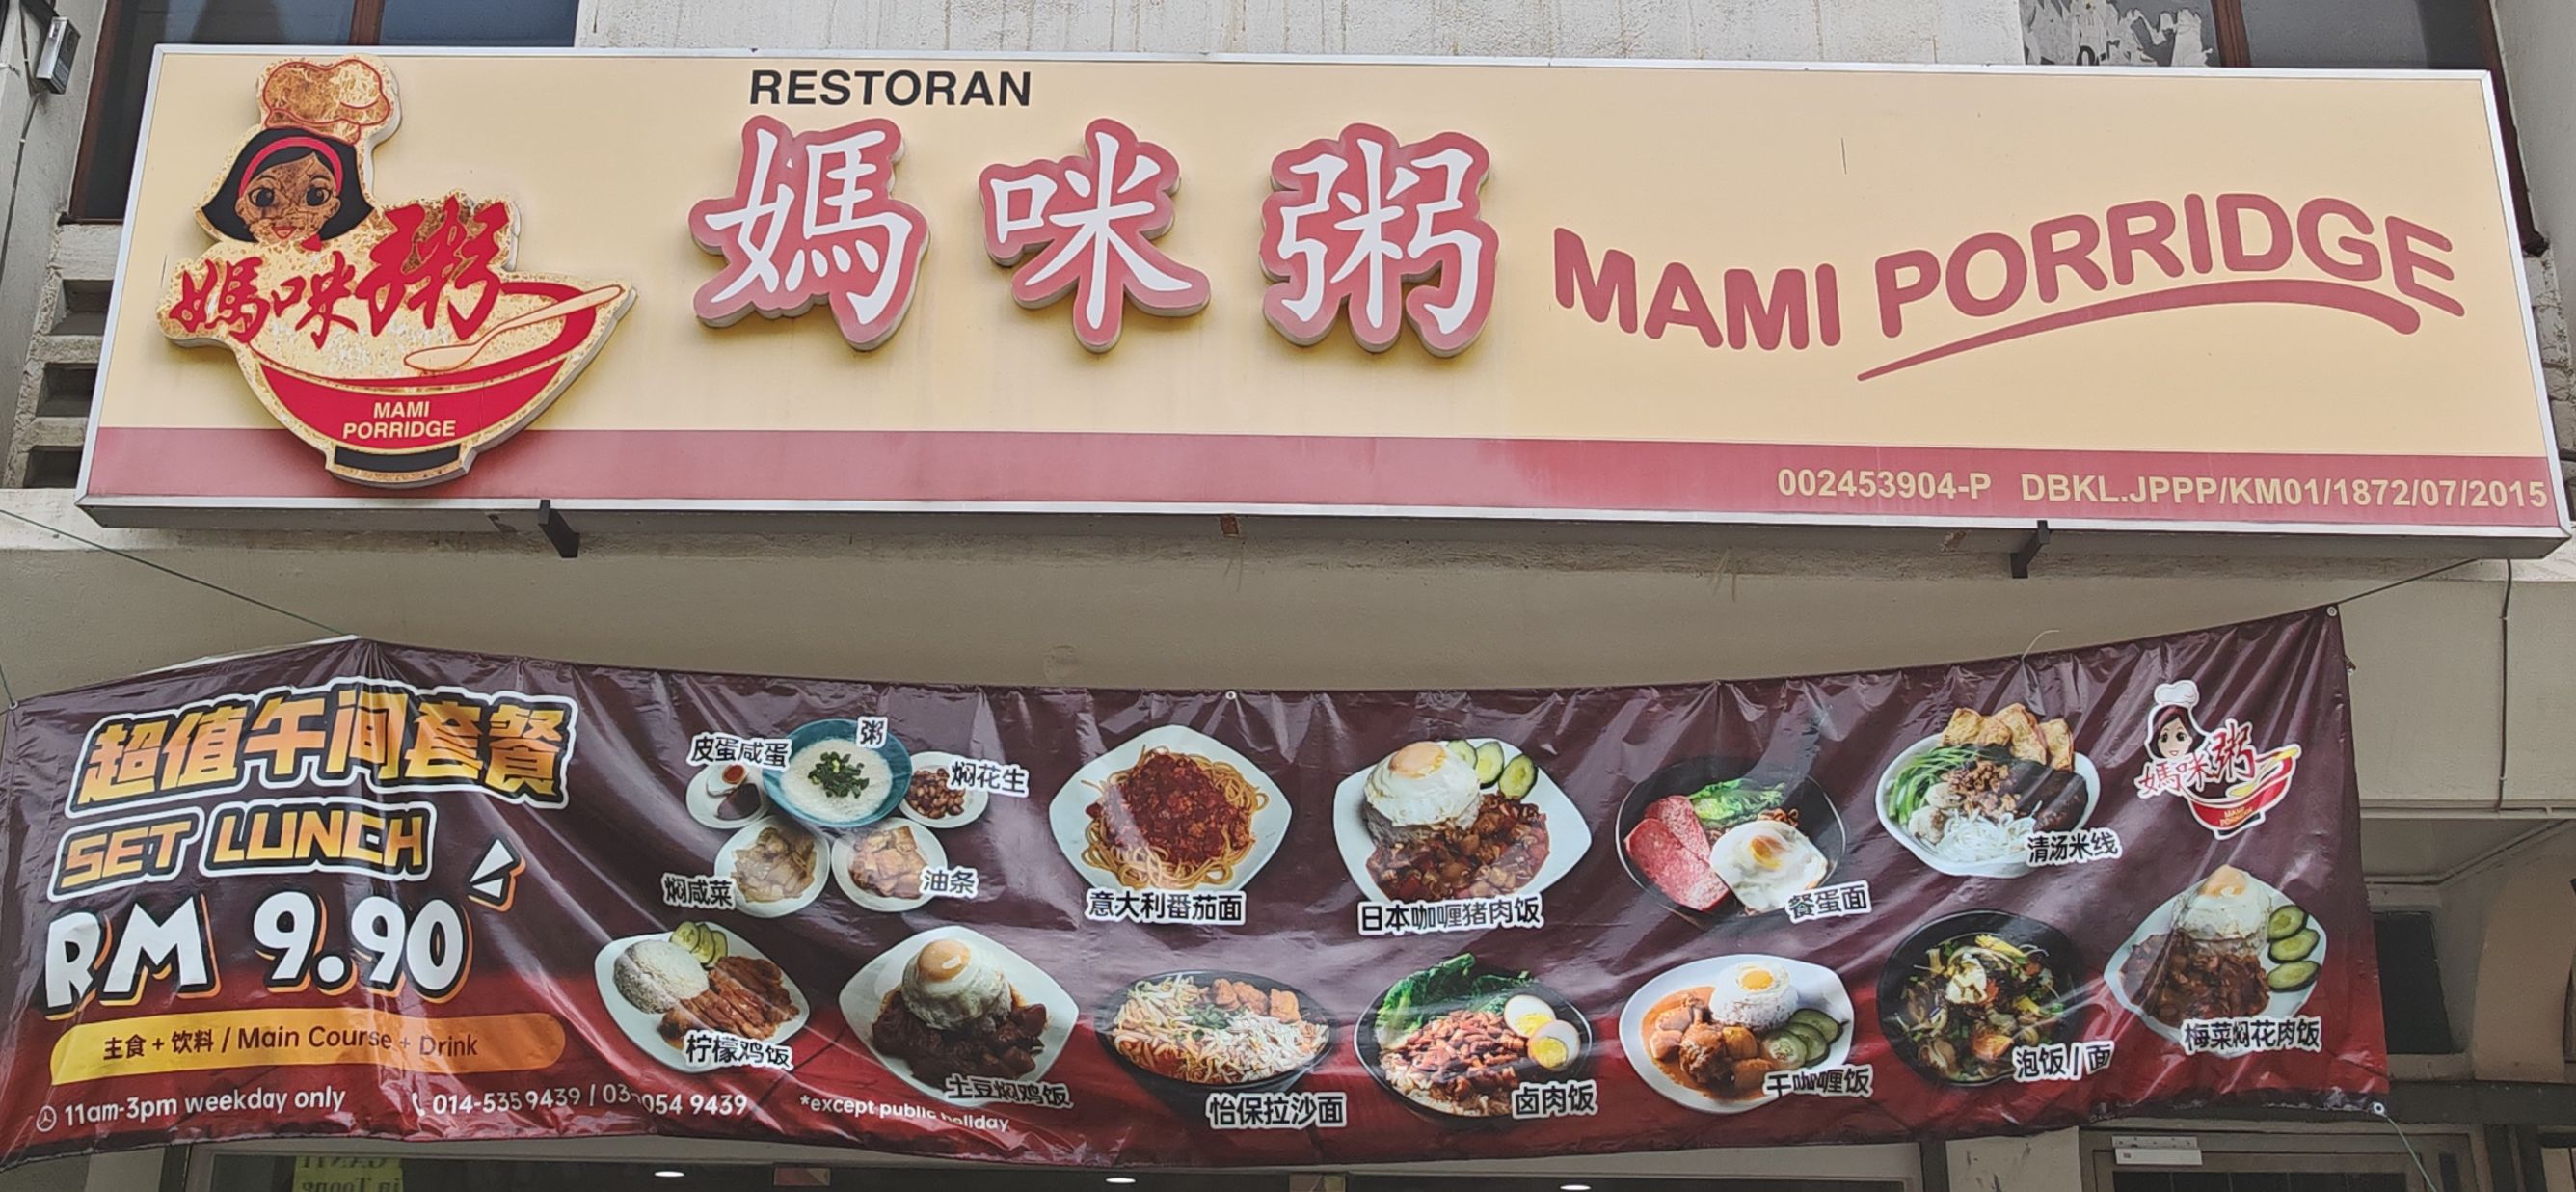 RESTORAN
媽咪粥
媽咪粥
MAMI PORRIDGE
MAMI
PORRIDGE
002453904-P DBKL.JPPP/KM01/1872/07/2015
超值午间套餐
SET LUNCH
RM 9.90
主食 + 饮料 / Main Course + Drink
11am-3pm weekday only
014-535 9439 / 03- 054 9439
*except public holiday
皮蛋咸蛋
粥
焖花生
焖咸菜
油条
意大利番茄面
日本咖喱猪肉饭
餐蛋面
清汤米线
媽咪粥
MAMI
PORRIDGE
柠檬鸡饭
土豆焖鸡饭
怡保拉沙面
卤肉饭
干咖喱饭
泡饭 / 面
梅菜焖花肉饭